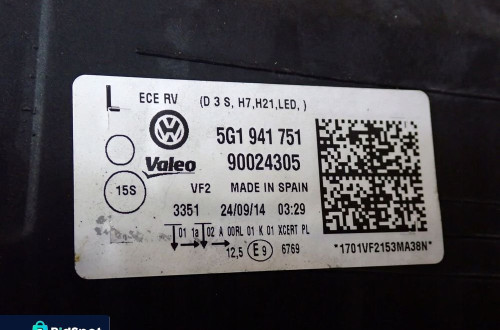 L ECE RV (D 3 S, H7,H21,LED,)
5G1 941 751
Valeo 90024305
15S VF2 MADE IN SPAIN
3351 24/09/14 03:29
01 1a 02 A 00RL 01 K 01 XCERT PL
12,5 E9 6769
*1701VF2153MA38N*
BidSpot